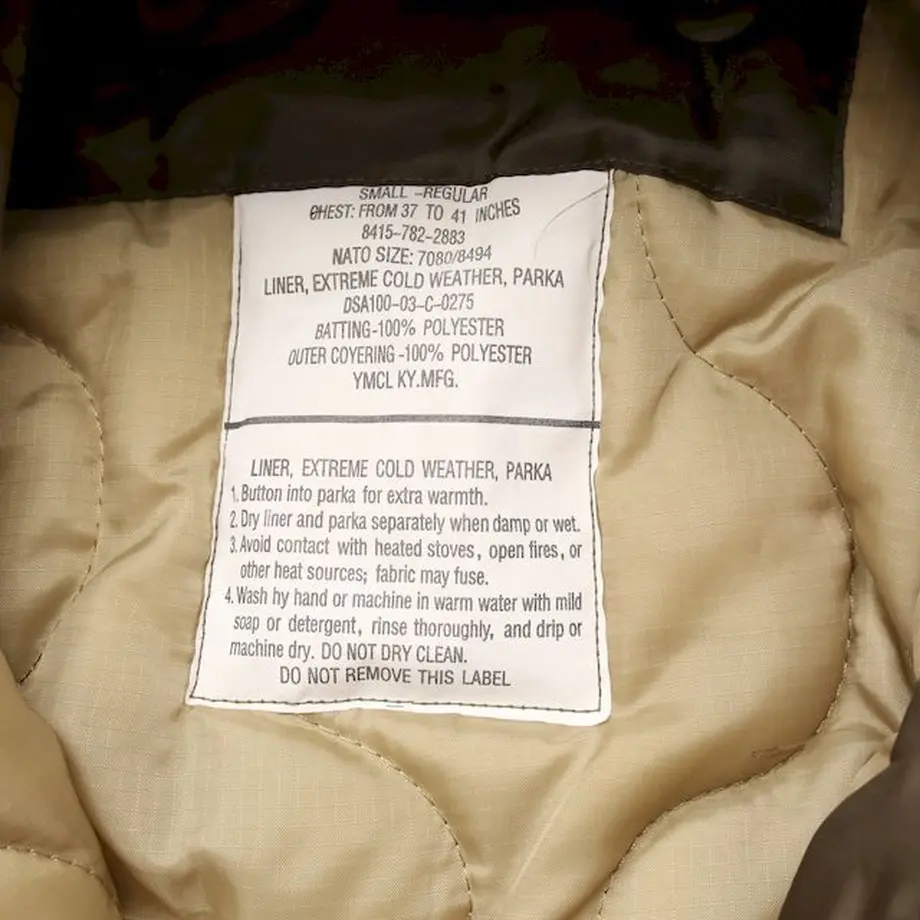 SMALL -REGULAR
CHEST: FROM 37 TO 41 INCHES
8415-782-2883
NATO SIZE: 7080/8494
LINER, EXTREME COLD WEATHER, PARKA
DSA100-03-C-0275
BATTING-100% POLYESTER
OUTER COYERING -100% POLYESTER
YMCL KY.MFG.
LINER, EXTREME COLD WEATHER, PARKA
1. Button into parka for extra warmth.
2. Dry liner and parka separately when damp or wet.
3. Avoid contact with heated stoves, open fires, or
other heat sources; fabric may fuse.
4. Wash hy hand or machine in warm water with mild
soap or detergent, rinse thoroughly, and drip or
machine dry. DO NOT DRY CLEAN.
DO NOT REMOVE THIS LABEL